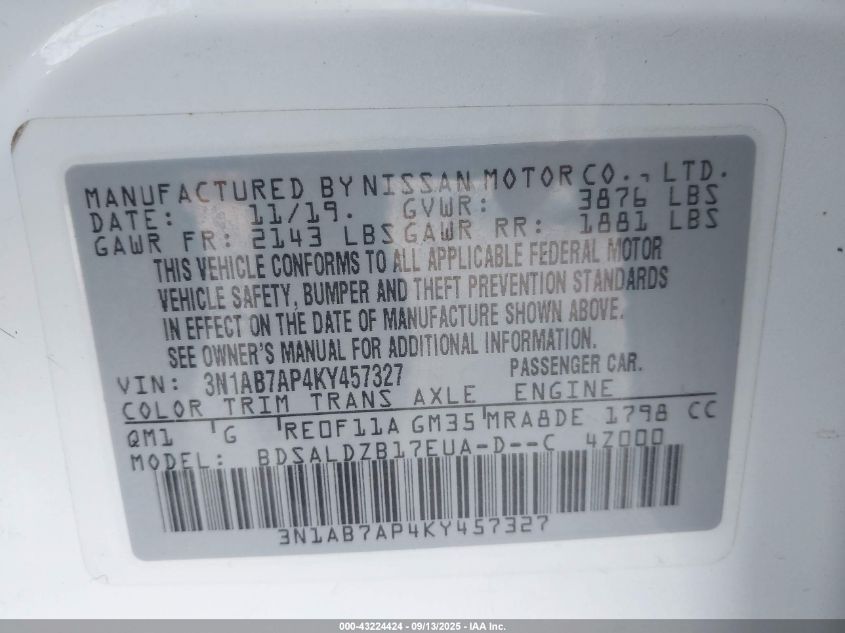 MANUFACTURED BY NISSAN MOTOR CO., LTD.
DATE: 11/19. GVWR: 3876 LBS
GAWR FR: 2143 LBS GAWR RR: 1881 LBS
THIS VEHICLE CONFORMS TO ALL APPLICABLE FEDERAL MOTOR
VEHICLE SAFETY, BUMPER AND THEFT PREVENTION STANDARDS
IN EFFECT ON THE DATE OF MANUFACTURE SHOWN ABOVE.
SEE OWNER'S MANUAL FOR ADDITIONAL INFORMATION.
VIN: 3N1AB7AP4KY457327 PASSENGER CAR.
COLOR TRIM TRANS AXLE ENGINE
QM1 G RE0F11A GM35 MRA8DE 1798 CC
MODEL: BDSALDZB17EUA-D--C 4Z000
3N1AB7AP4KY457327
000-43224424 - 09/13/2025 - IAA Inc.